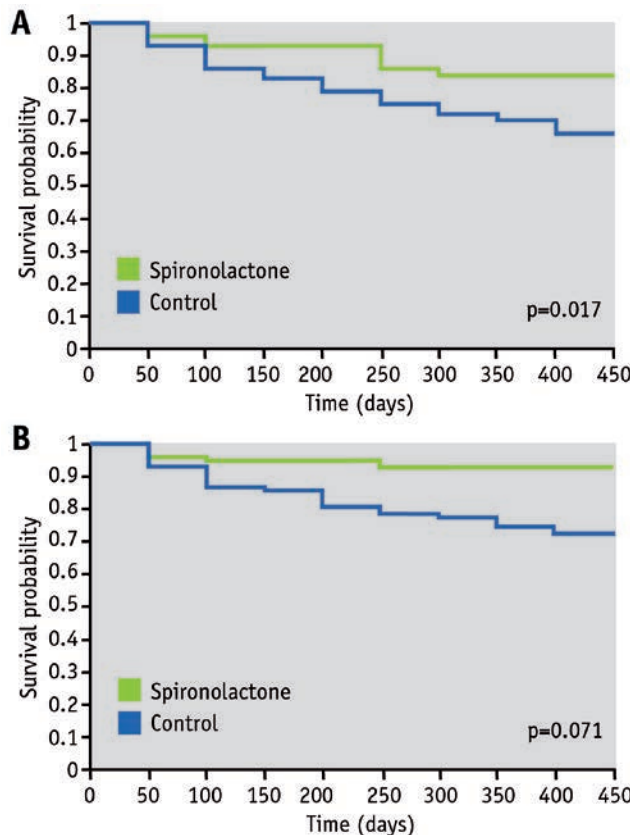 A
Survival probability
1
0.9
0.8
0.7
0.6
0.5
0.4
0.3
0.2
0.1
0
Spironolactone
Control
p=0.017
0 50 100 150 200 250 300 350 400 450
Time (days)
B
Survival probability
1
0.9
0.8
0.7
0.6
0.5
0.4
0.3
0.2
0.1
0
Spironolactone
Control
p=0.071
0 50 100 150 200 250 300 350 400 450
Time (days)